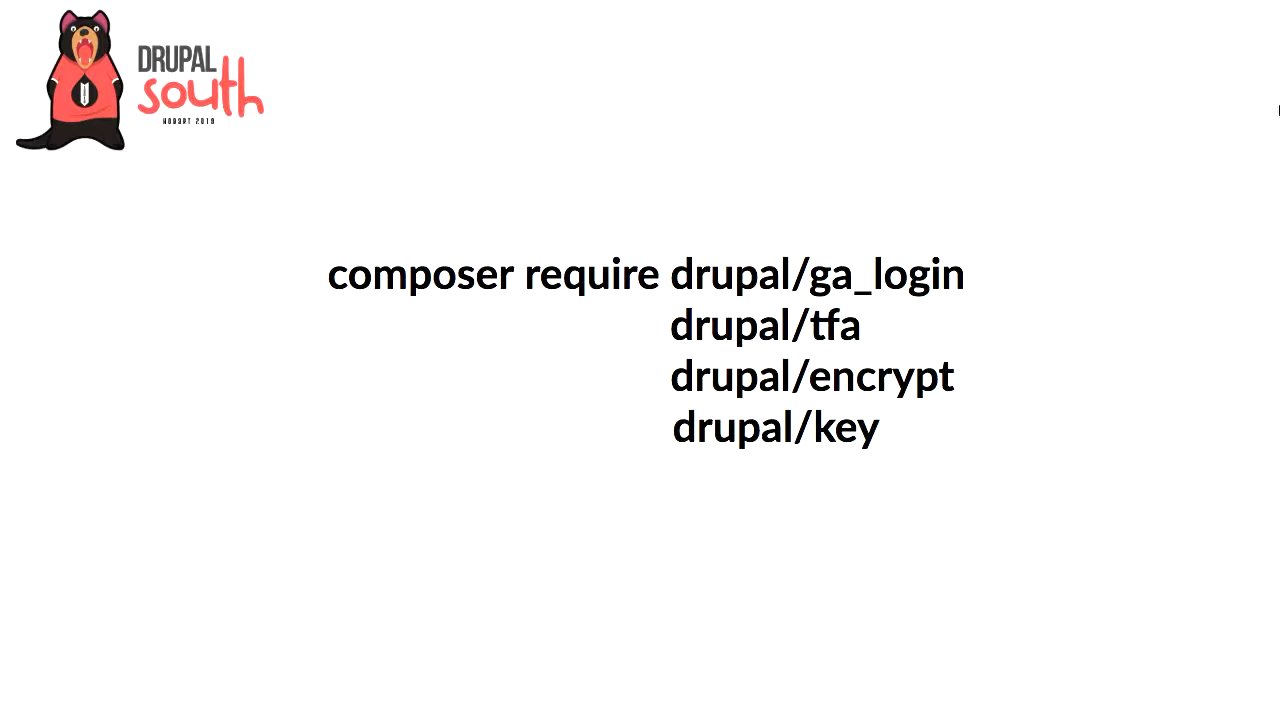 DRUPAL
south
HOBART 2019
composer require drupal/ga_login
drupal/tfa
drupal/encrypt
drupal/key